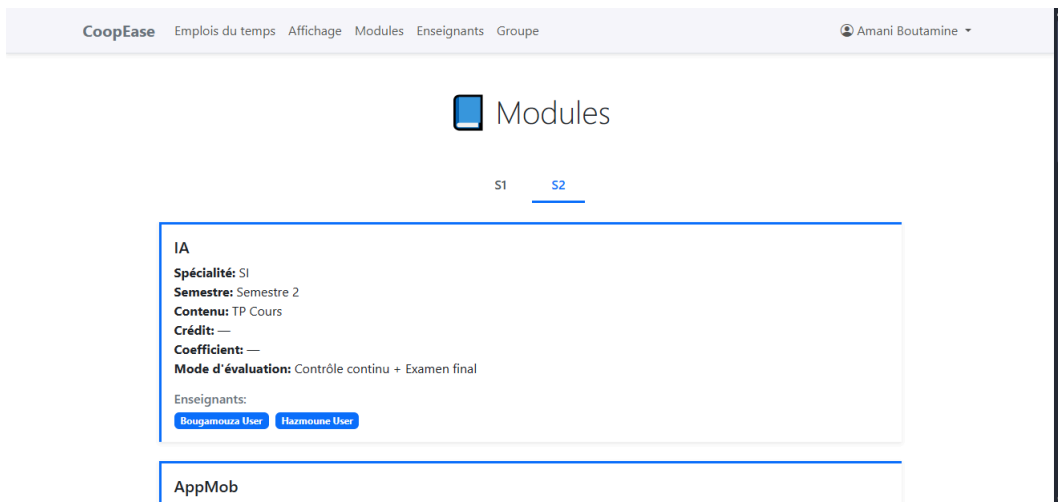 CoopEase Emplois du temps Affichage Modules Enseignants Groupe Amani Boutamine
Modules
S1 S2
IA
Spécialité: SI
Semestre: Semestre 2
Contenu: TP Cours
Crédit: —
Coefficient: —
Mode d'évaluation: Contrôle continu + Examen final
Enseignants:
Bougamouza User Hazmoune User
AppMob